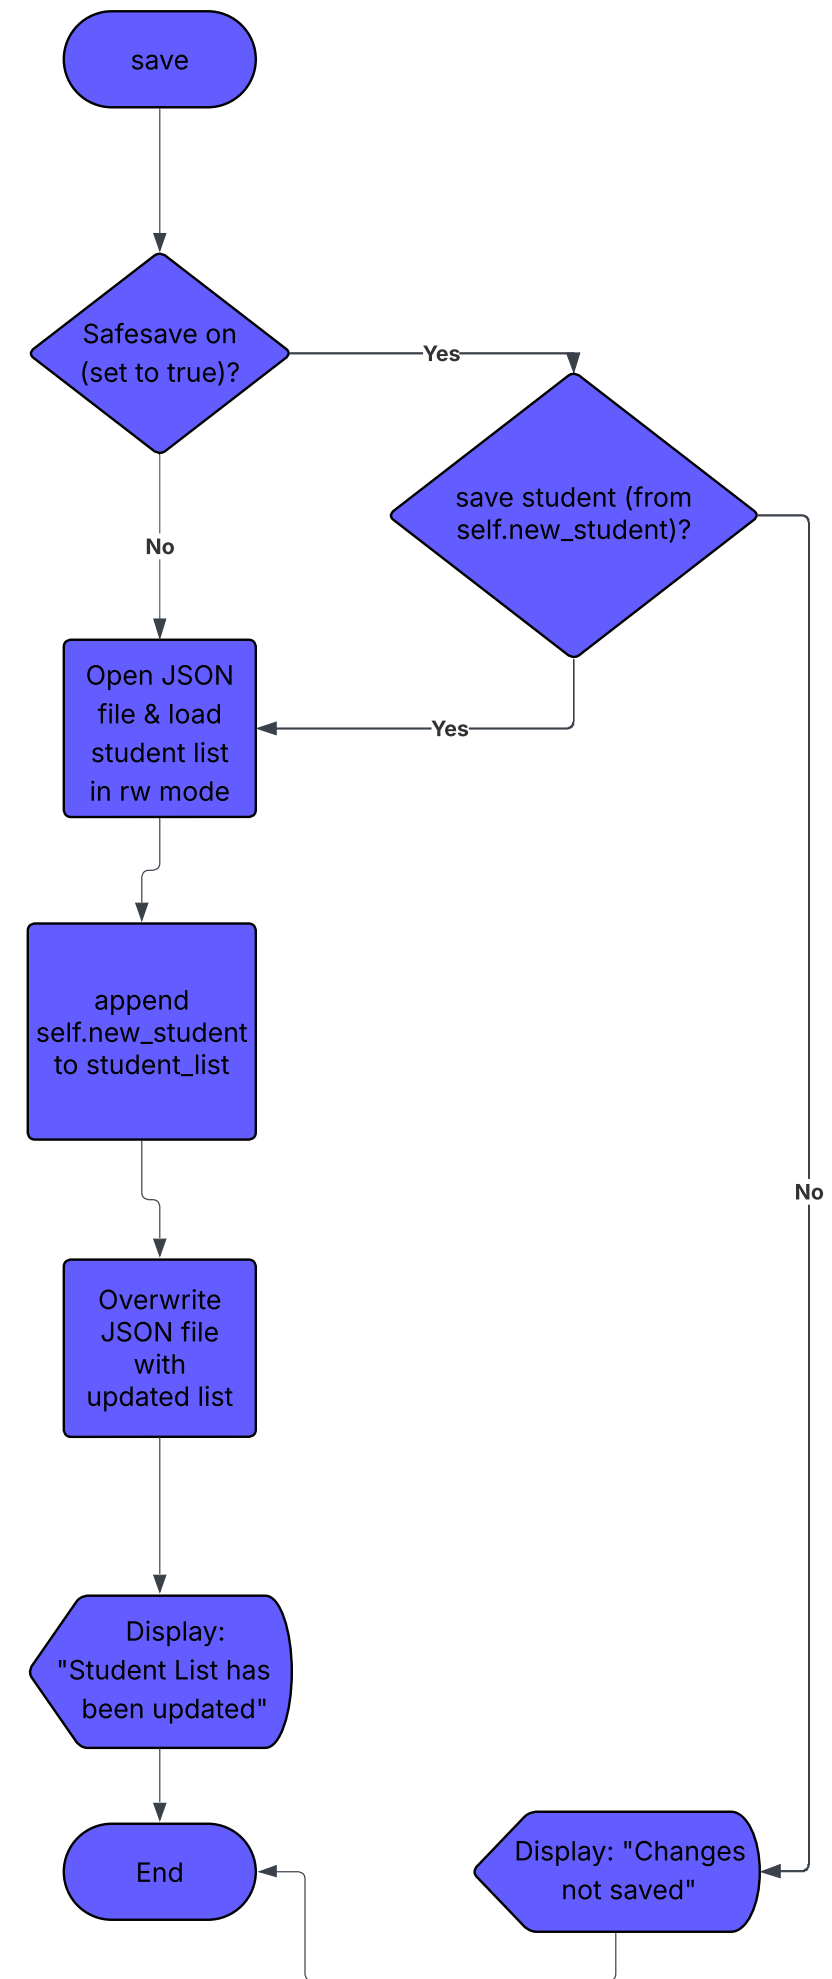 save
Safesave on
(set to true)?
Yes
save student (from
self.new_student)?
No
Open JSON
file & load
student list
in rw mode
Yes
append
self.new_student
to student_list
No
Overwrite
JSON file
with
updated list
Display:
"Student List has
been updated"
End
Display: "Changes
not saved"